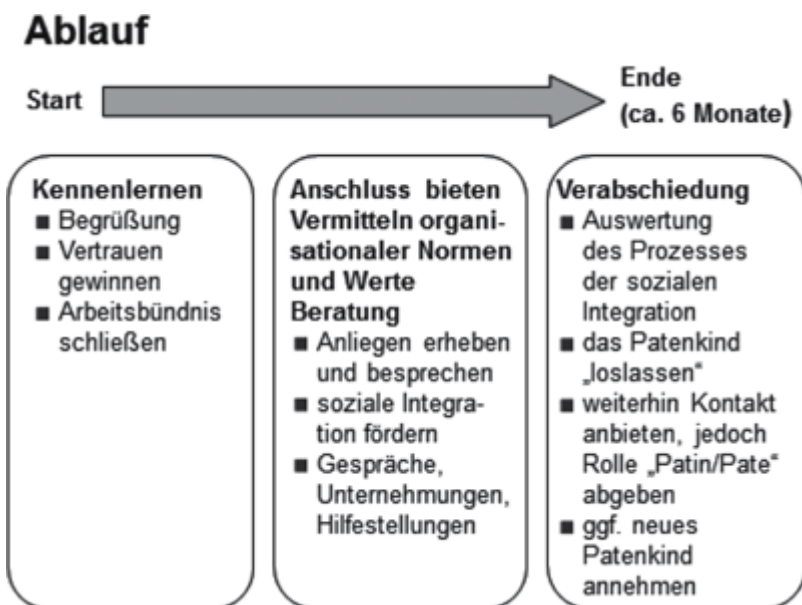 Ablauf
Start
Ende
(ca. 6 Monate)
Kennenlernen
■ Begrüßung
■ Vertrauen
gewinnen
■ Arbeitsbündnis
schließen
Anschluss bieten
Vermitteln organi-
sationaler Normen
und Werte
Beratung
■ Anliegen erheben
und besprechen
■ soziale Integra-
tion fördern
■ Gespräche,
Unternehmungen,
Hilfestellungen
Verabschiedung
■ Auswertung
des Prozesses
der sozialen
Integration
■ das Patenkind
„loslassen“
■ weiterhin Kontakt
anbieten, jedoch
Rolle „Patin/Pate“
abgeben
■ ggf. neues
Patenkind
annehmen